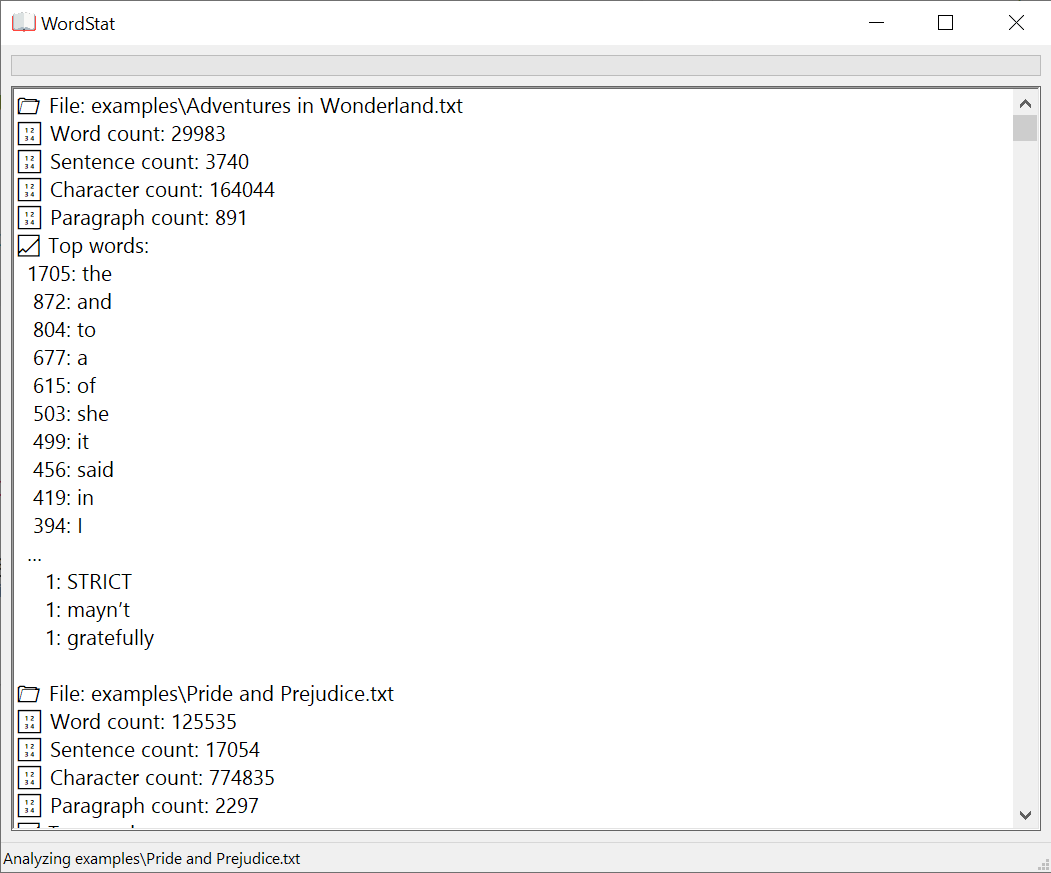 WordStat
File: examples\Adventures in Wonderland.txt
Word count: 29983
Sentence count: 3740
Character count: 164044
Paragraph count: 891
Top words:
1705: the
872: and
804: to
677: a
615: of
503: she
499: it
456: said
419: in
394: I
...
1: STRICT
1: mayn’t
1: gratefully
File: examples\Pride and Prejudice.txt
Word count: 125535
Sentence count: 17054
Character count: 774835
Paragraph count: 2297
Analyzing examples\Pride and Prejudice.txt